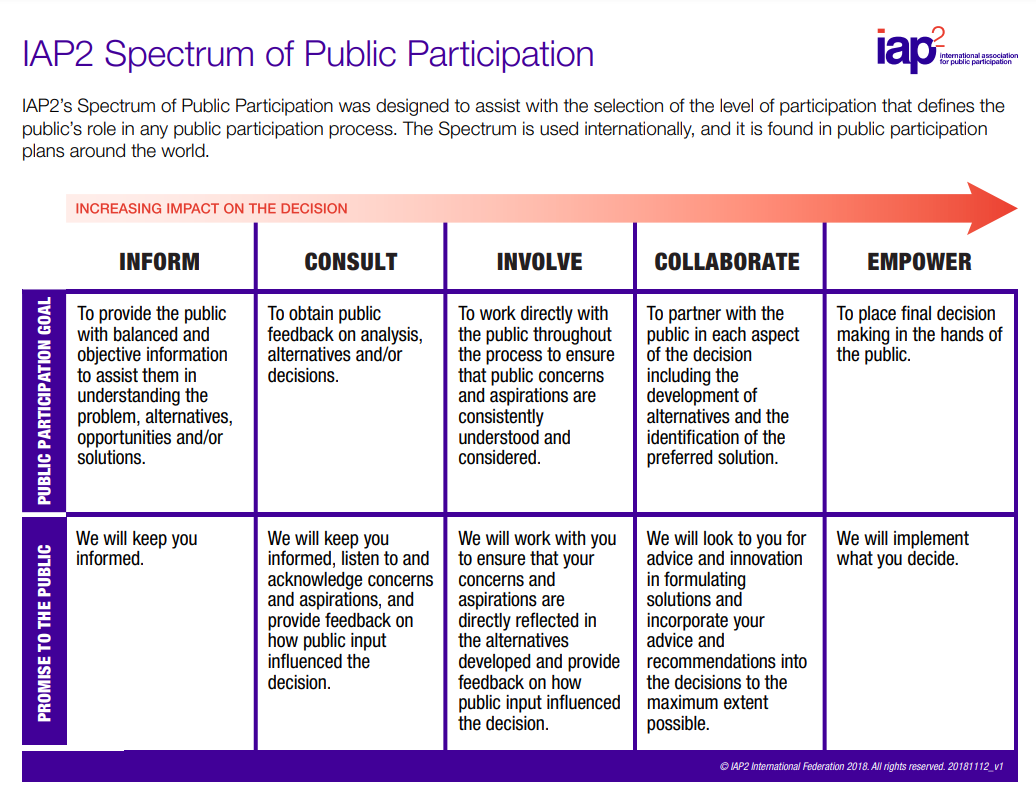 IAP2 Spectrum of Public Participation
iap2
international association
for public participation
IAP2's Spectrum of Public Participation was designed to assist with the selection of the level of participation that defines the
public's role in any public participation process. The Spectrum is used internationally, and it is found in public participation
plans around the world.
INCREASING IMPACT ON THE DECISION
INFORM
CONSULT
INVOLVE
COLLABORATE
EMPOWER
PUBLIC PARTICIPATION GOAL
To provide the public
with balanced and
objective information
to assist them in
understanding the
problem, alternatives,
opportunities and/or
solutions.
To obtain public
feedback on analysis,
alternatives and/or
decisions.
To work directly with
the public throughout
the process to ensure
that public concerns
and aspirations are
consistently
understood and
considered.
To partner with the
public in each aspect
of the decision
including the
development of
alternatives and the
identification of the
preferred solution.
To place final decision
making in the hands of
the public.
PROMISE TO THE PUBLIC
We will keep you
informed.
We will keep you
informed, listen to and
acknowledge concerns
and aspirations, and
provide feedback on
how public input
influenced the
decision.
We will work with you
to ensure that your
concerns and
aspirations are
directly reflected in
the alternatives
developed and provide
feedback on how
public input influenced
the decision.
We will look to you for
advice and innovation
in formulating
solutions and
incorporate your
advice and
recommendations into
the decisions to the
maximum extent
possible.
We will implement
what you decide.
© IAP2 International Federation 2018. All rights reserved. 20181112_v1